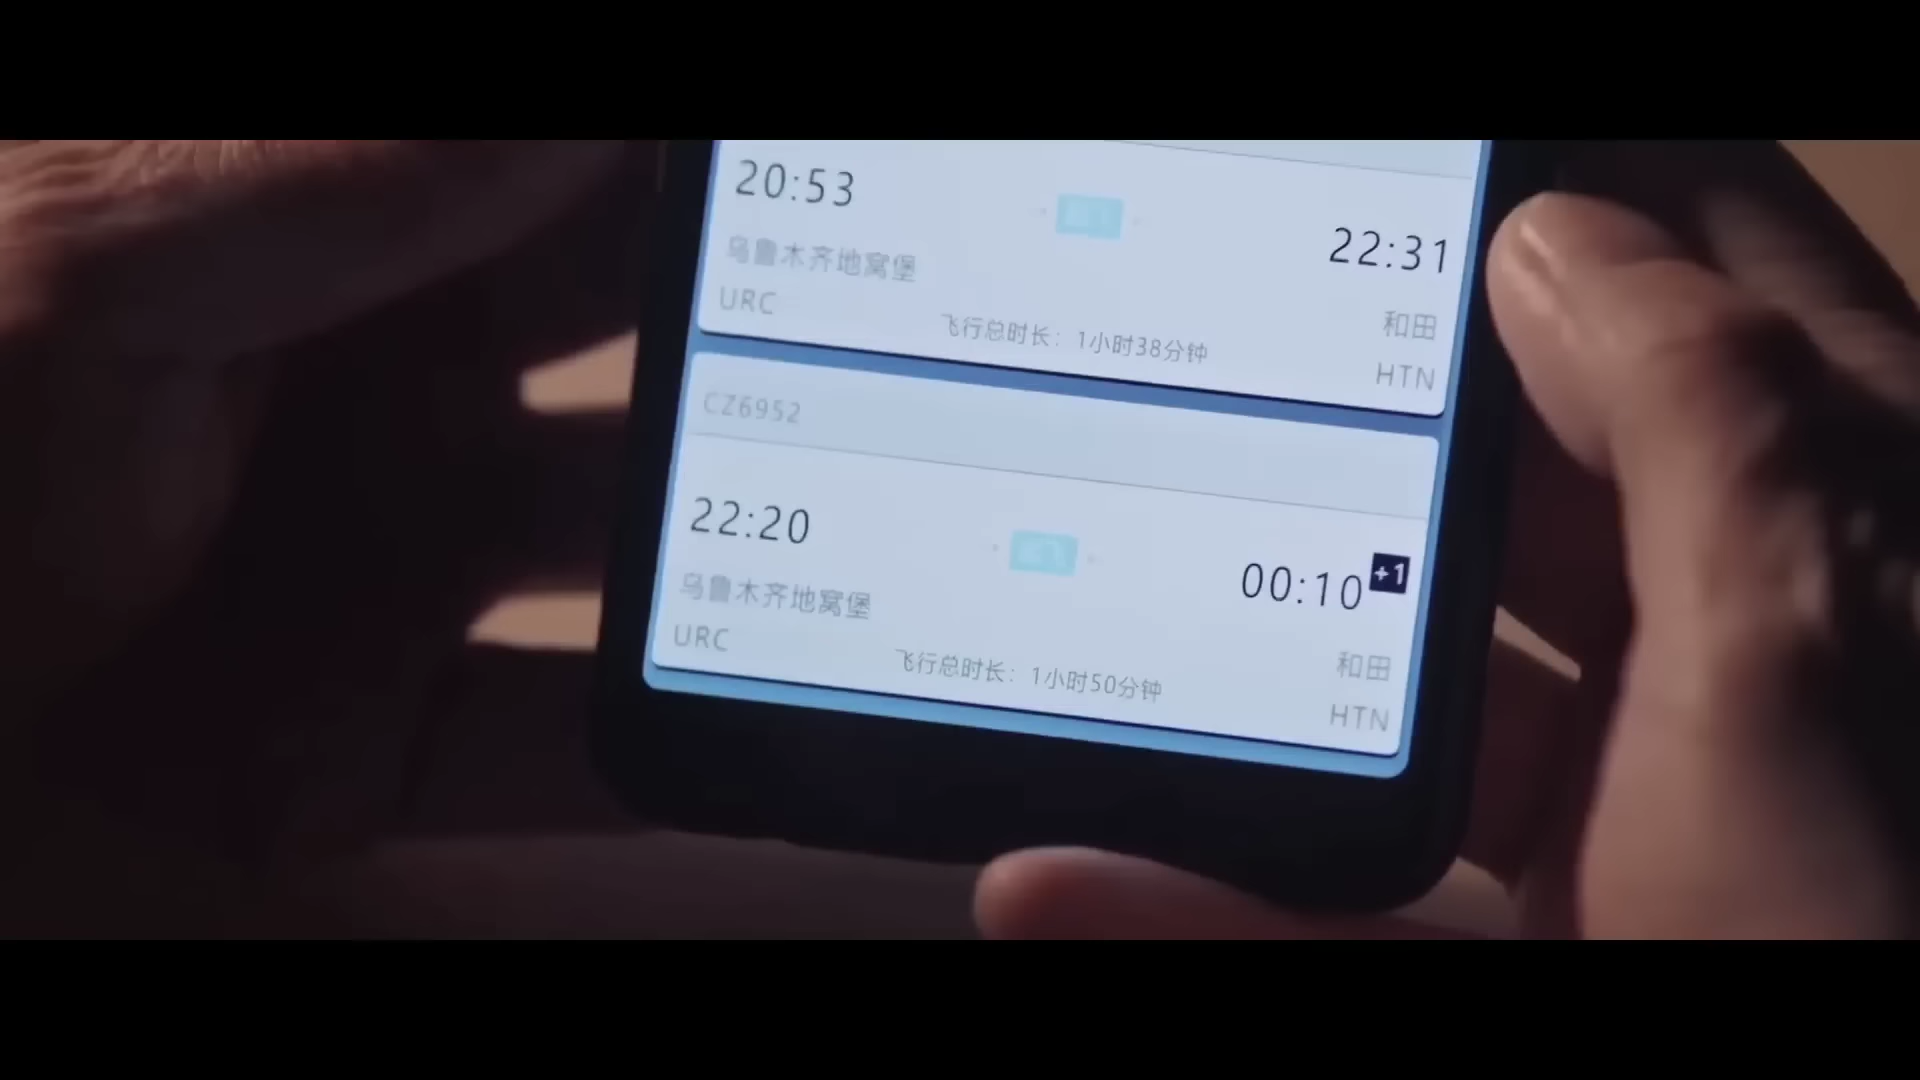 20:53
22:31
乌鲁木齐地窝堡
和田
URC
飞行总时长：1小时38分钟
HTN
CZ6952
22:20
00:10 +1
乌鲁木齐地窝堡
和田
URC
飞行总时长：1小时50分钟
HTN